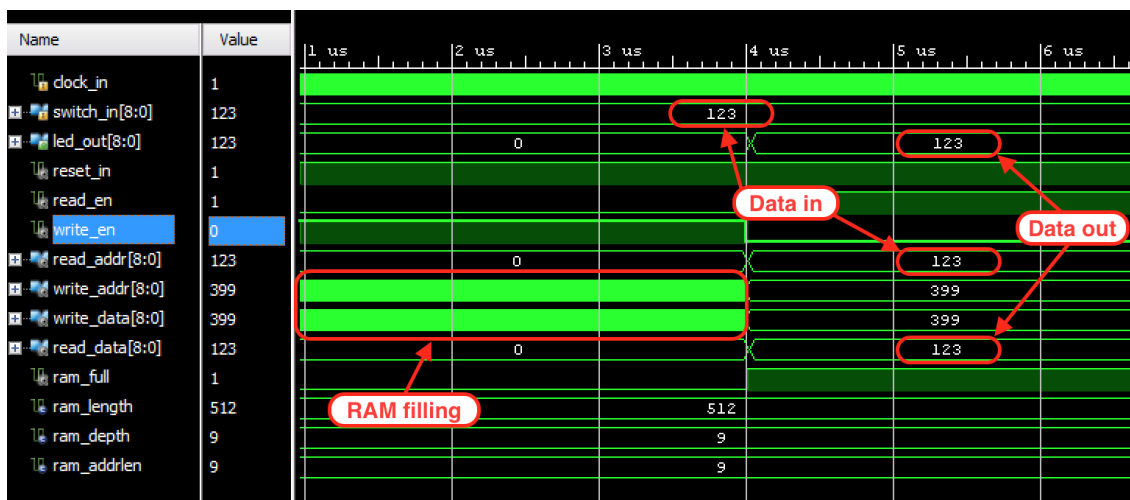 Name Value
1 us 2 us 3 us 4 us 5 us 6 us
clock_in 1
switch_in[8:0] 123 123
led_out[8:0] 123 0 123
reset_in 1
read_en 1
Data in
write_en 0
Data out
read_addr[8:0] 123 0 123
write_addr[8:0] 399 399
write_data[8:0] 399 399
read_data[8:0] 123 0 123
ram_full 1
ram_length 512 RAM filling 512
ram_depth 9 9
ram_addrlen 9 9